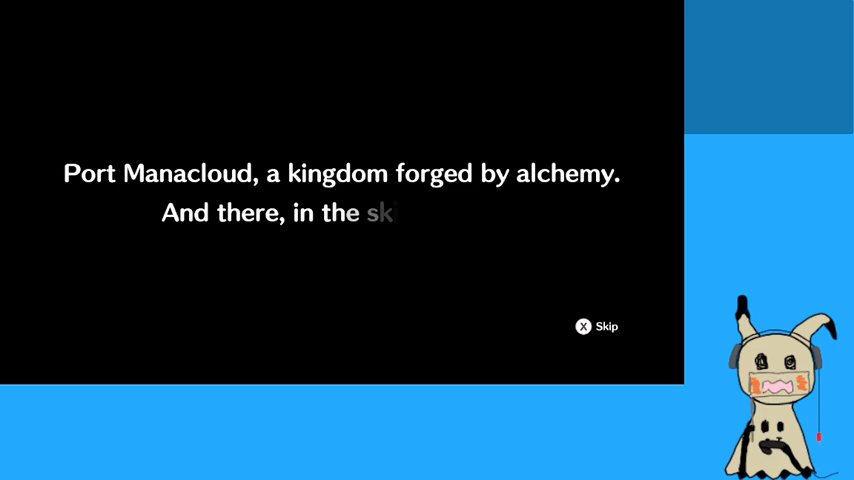 Port Manacloud, a kingdom forged by alchemy.
And there, in the
X Skip